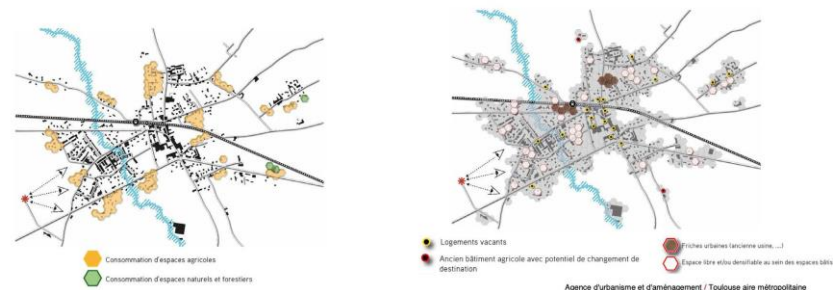 Consommation d'espaces agricoles
Consommation d'espaces naturels et forestiers
Logements vacants
Ancien bâtiment agricole avec potentiel de changement de
destination
Friches urbaines (ancienne usine, ...)
Espace libre et/ou densifiable au sein des espaces bâtis
Agence d'urbanisme et d'aménagement / Toulouse aire métropolitaine